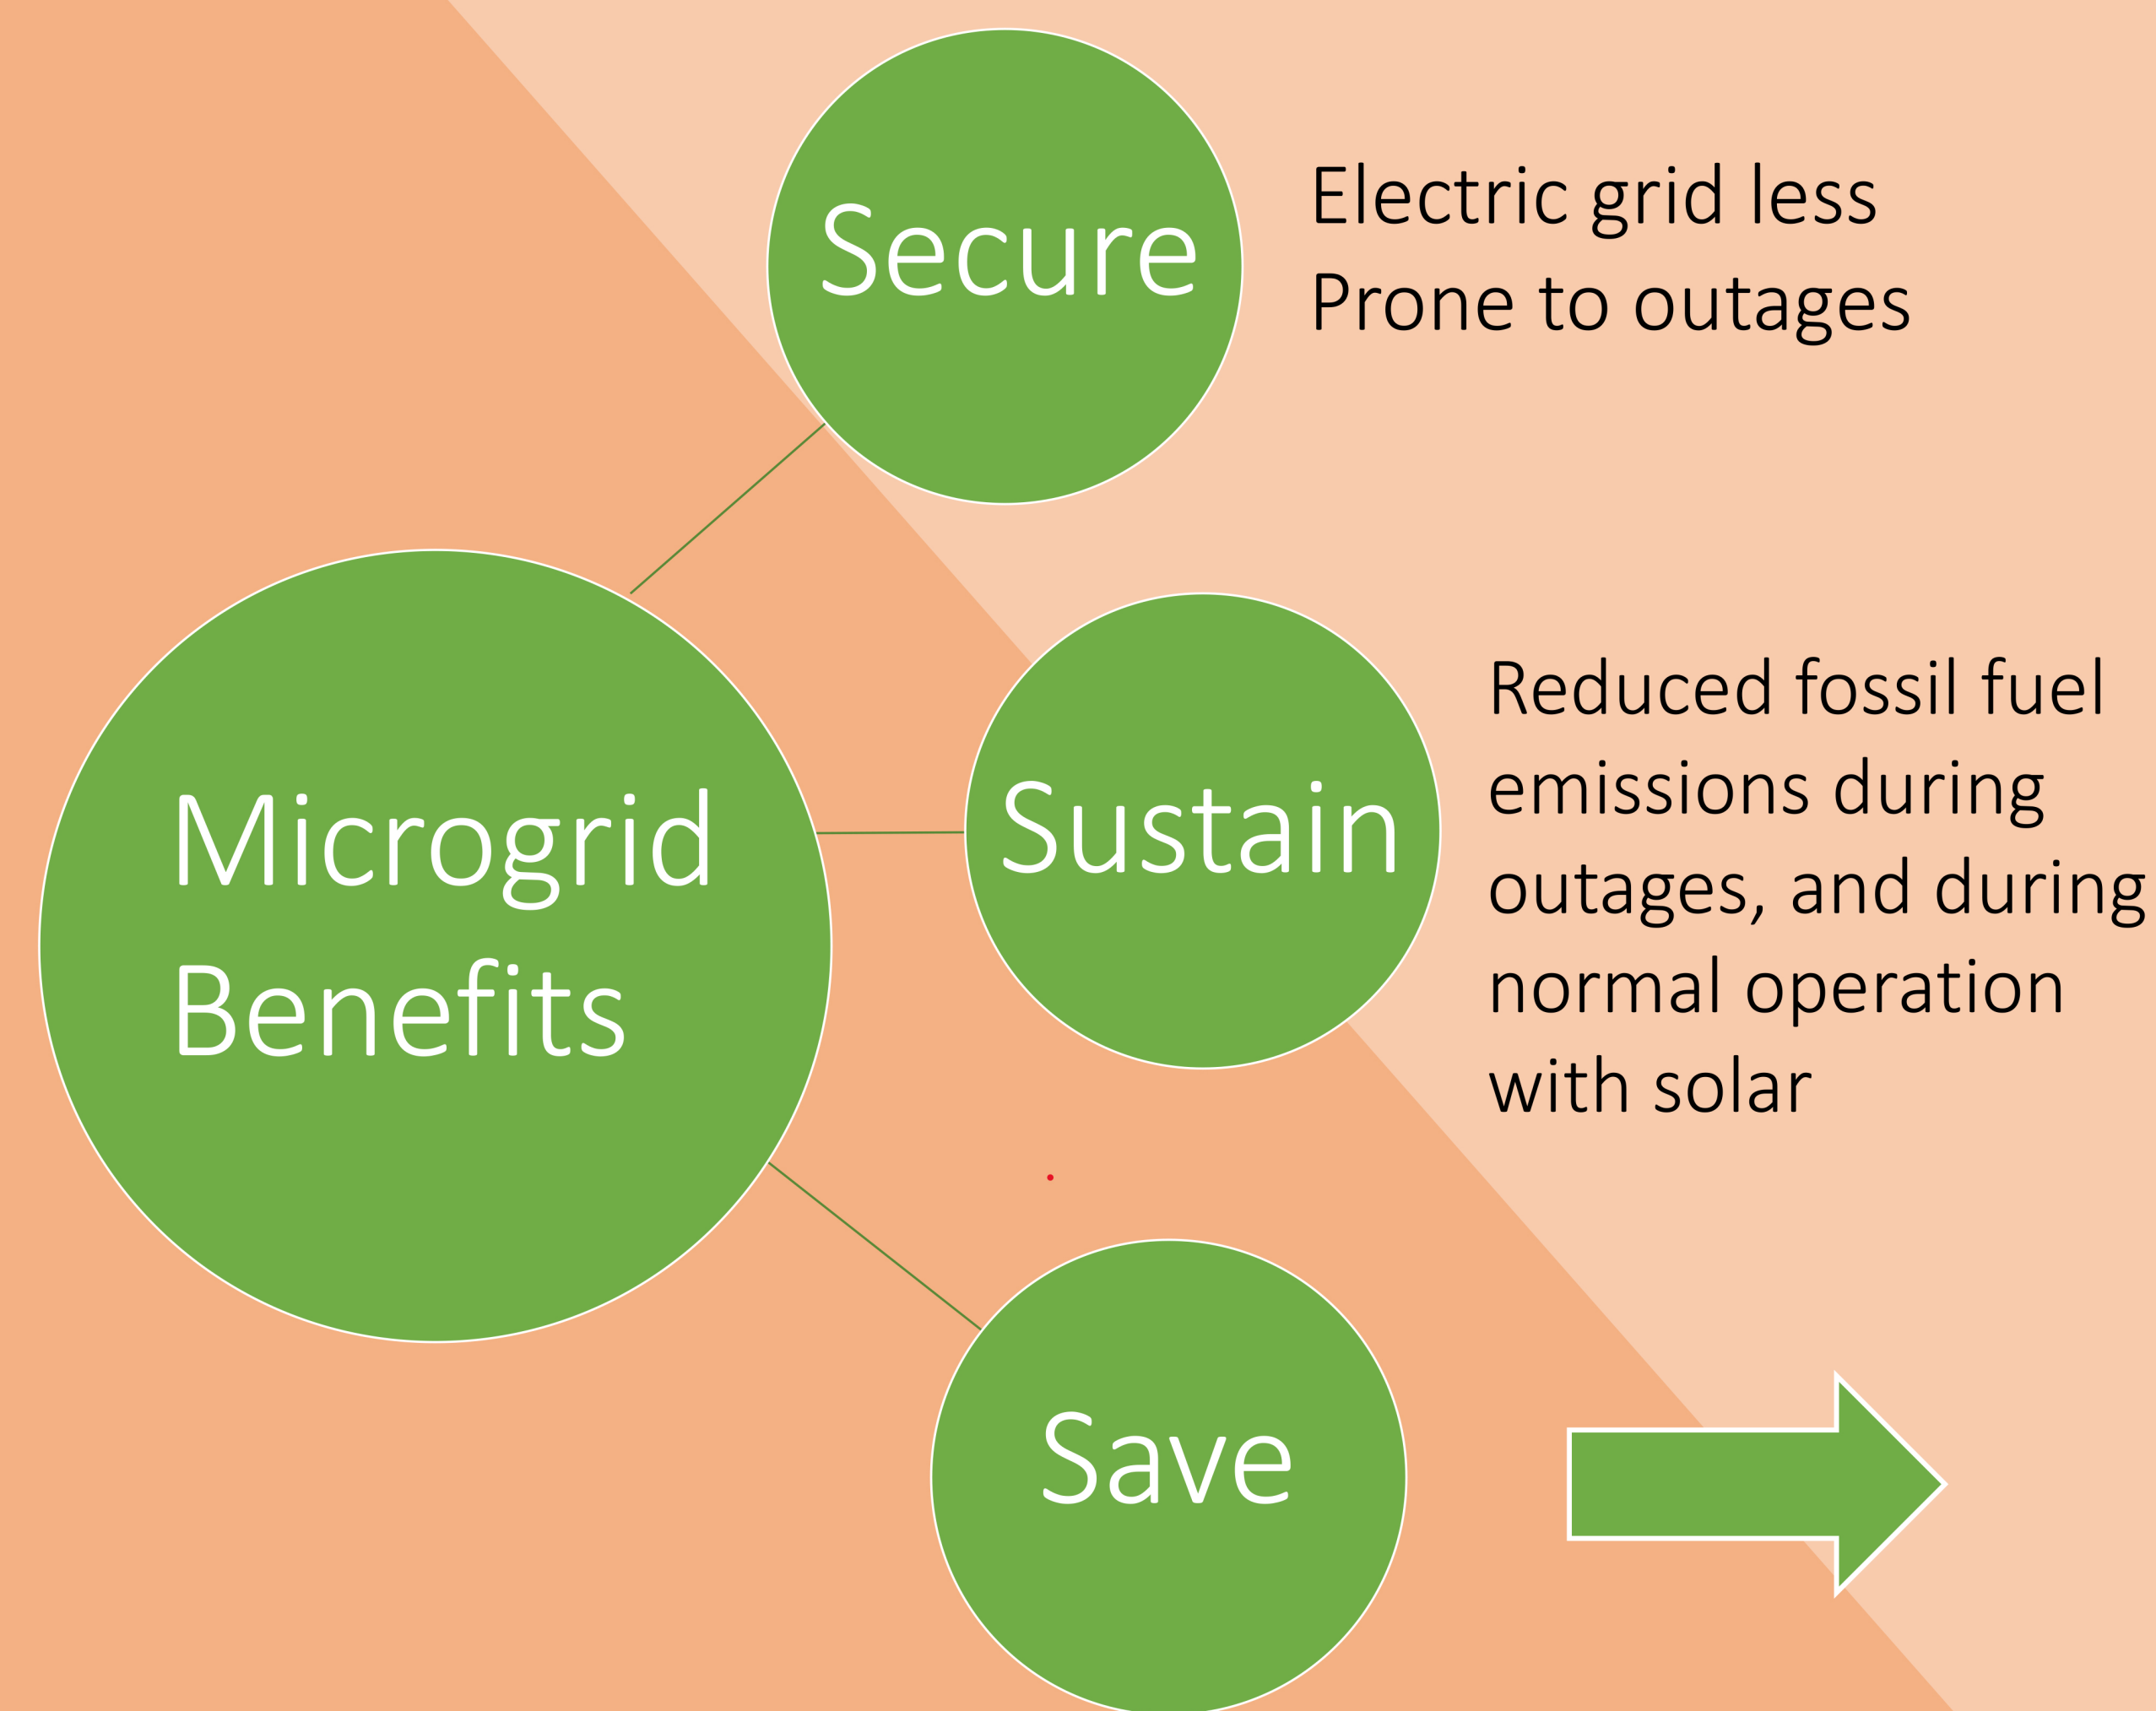 Secure
Electric grid less
Prone to outages
Microgrid
Benefits
Sustain
Reduced fossil fuel
emissions during
outages, and during
normal operation
with solar
Save